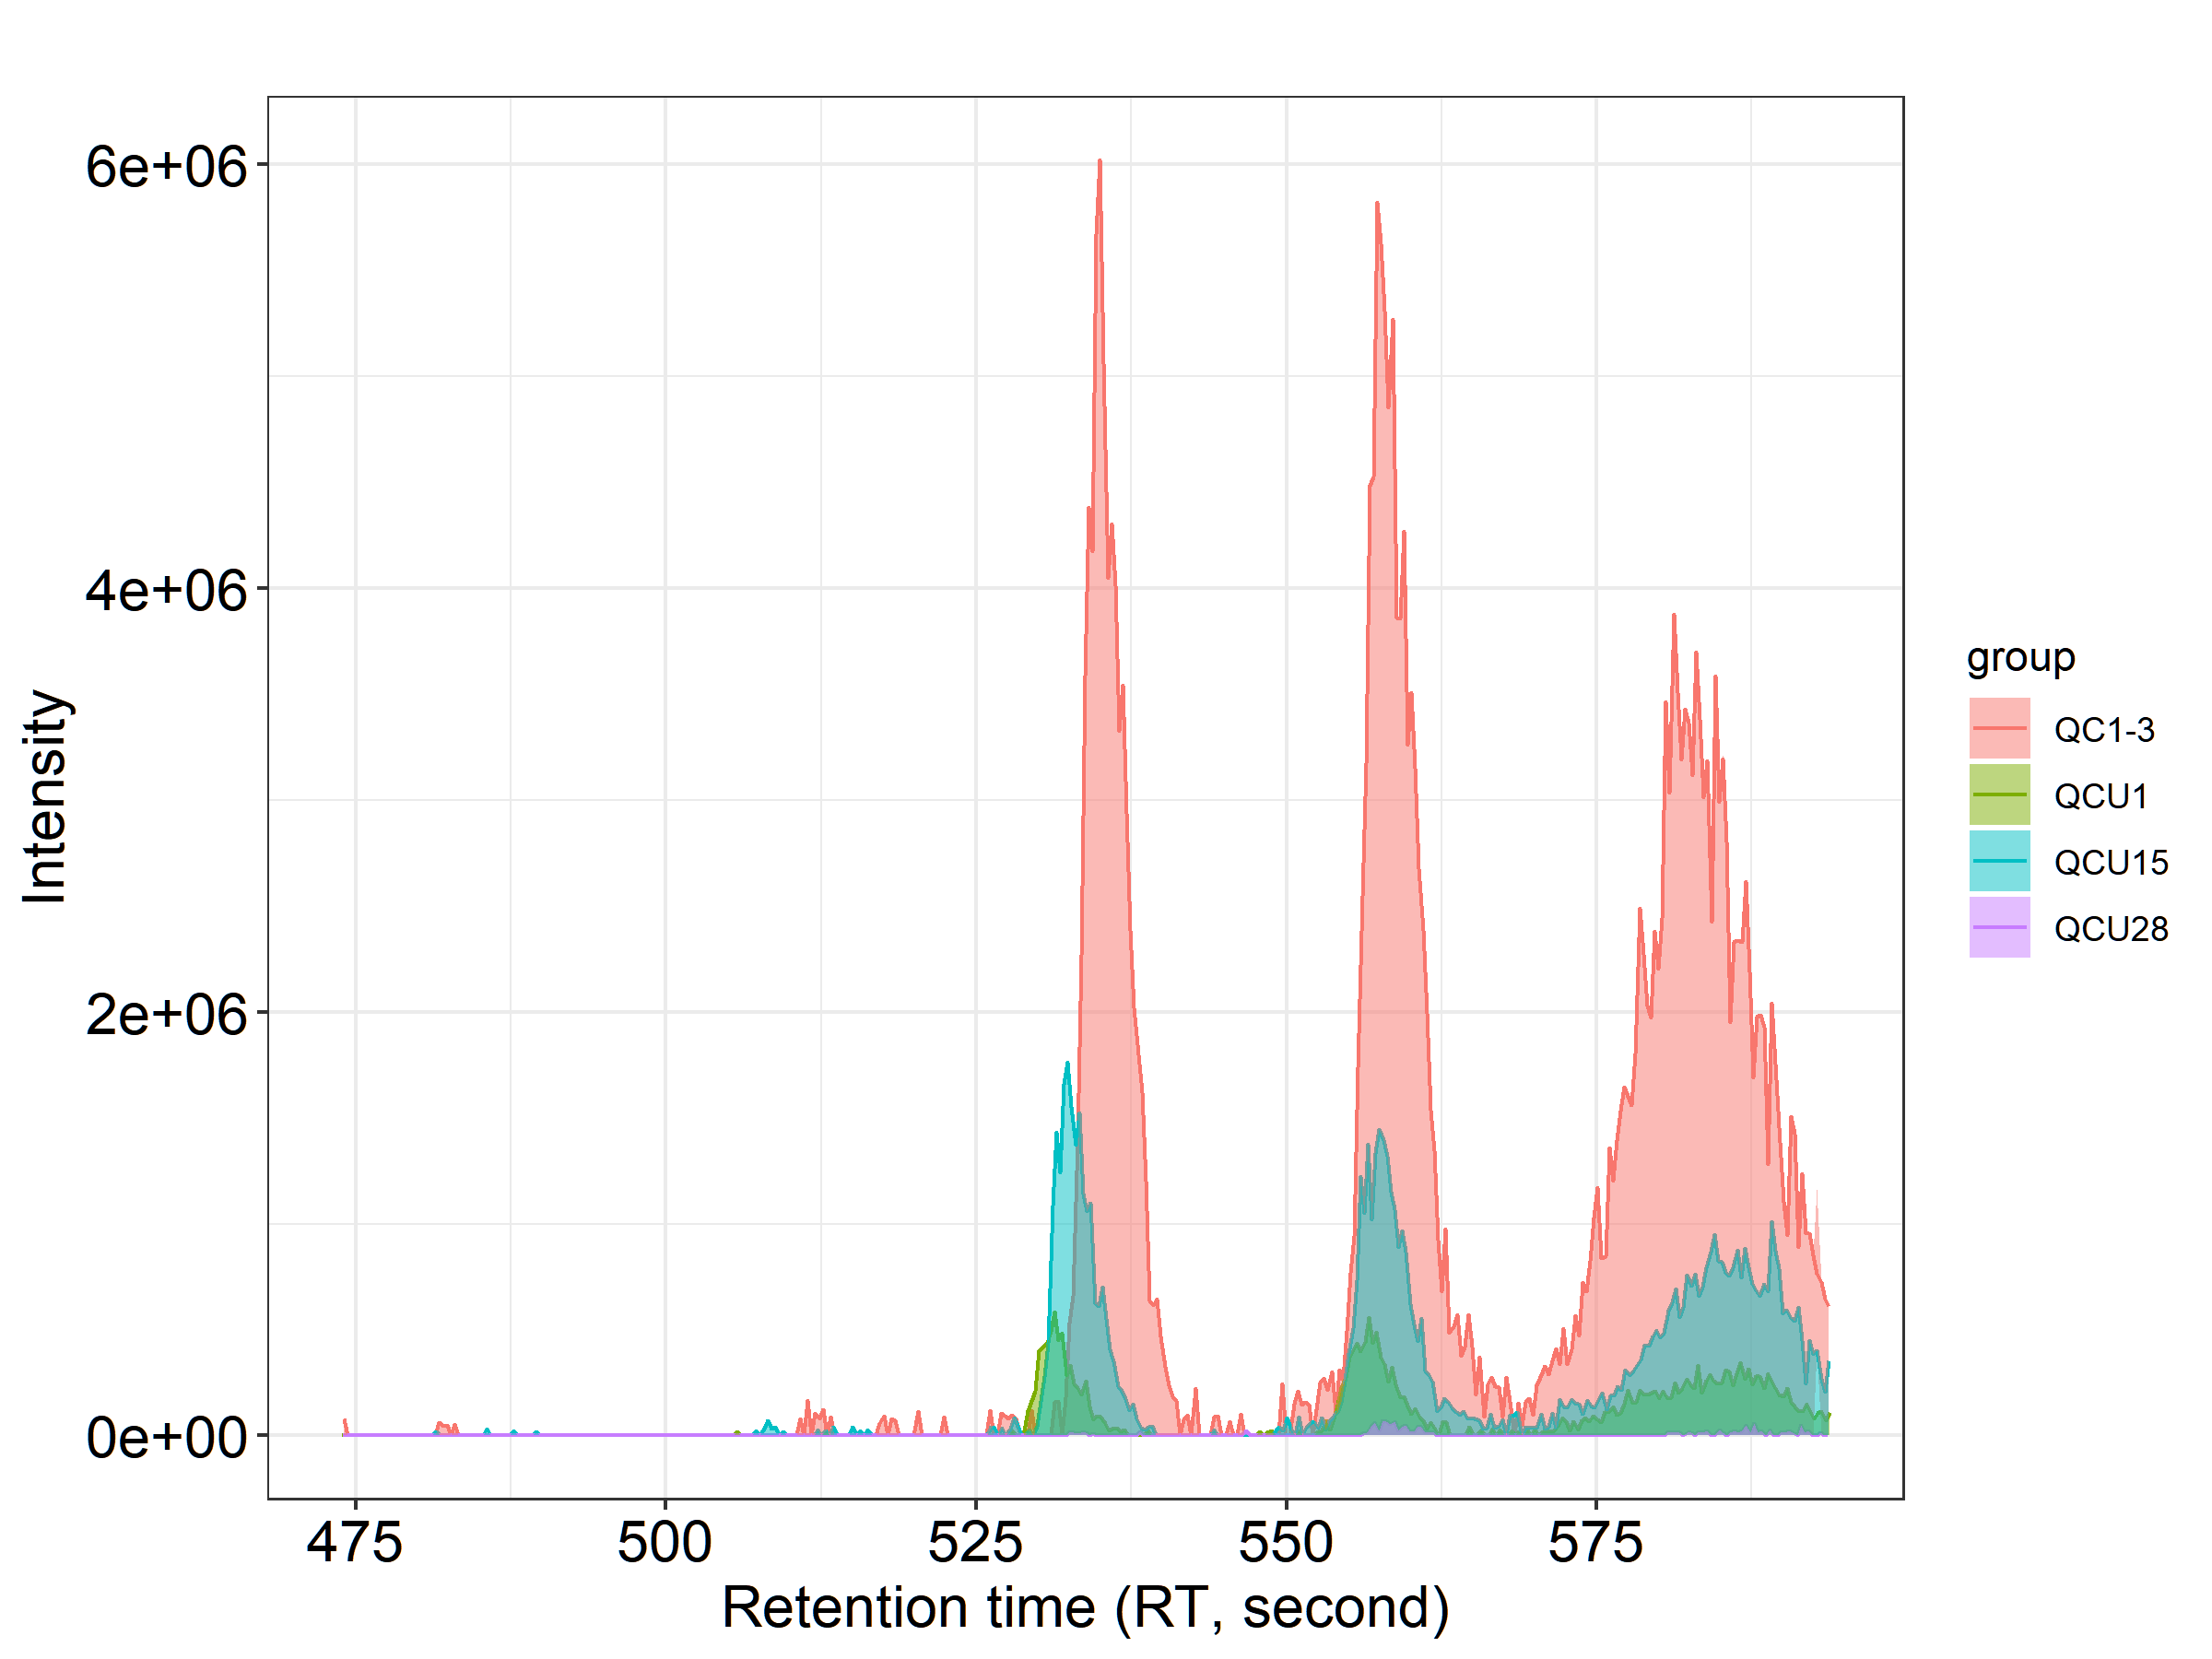 6e+06
4e+06
2e+06
0e+00
Intensity
475 500 525 550 575
Retention time (RT, second)
group
QC1-3
QCU1
QCU15
QCU28